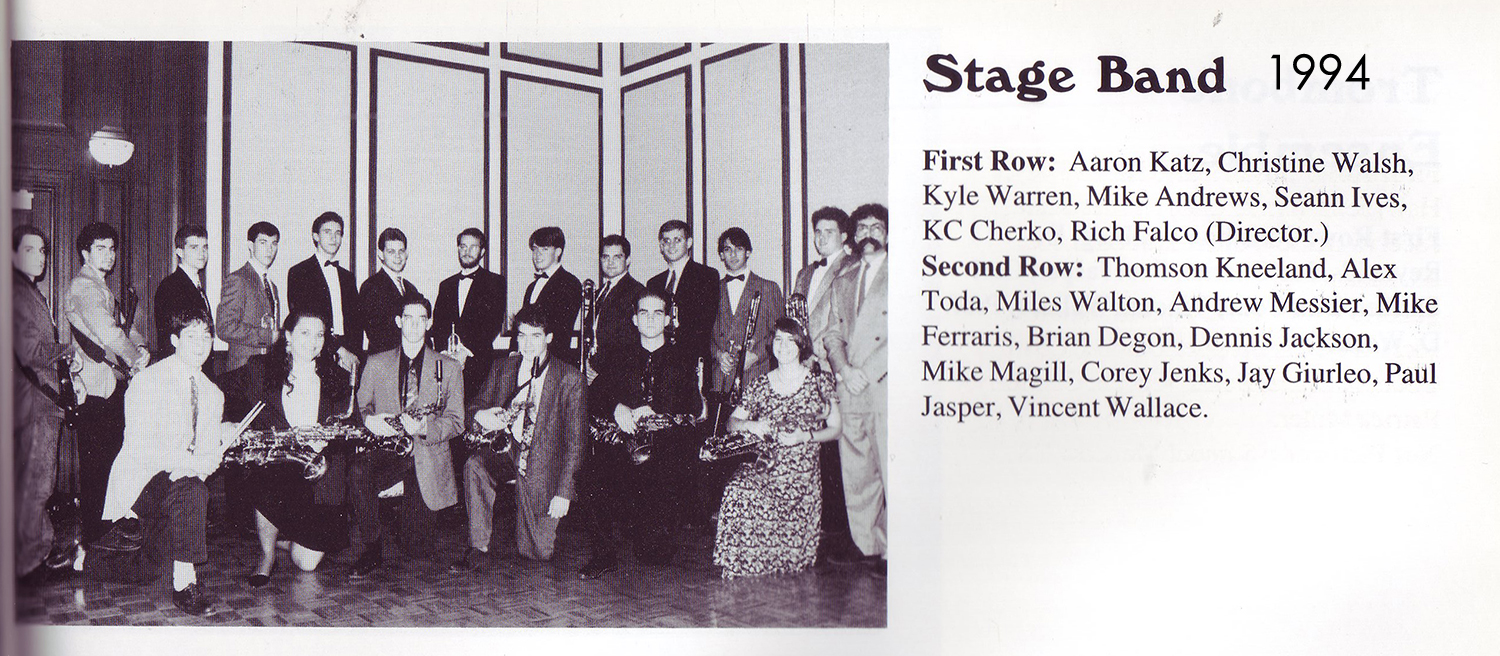 Stage Band 1994
First Row: Aaron Katz, Christine Walsh,
Kyle Warren, Mike Andrews, Seann Ives,
KC Cherko, Rich Falco (Director.)
Second Row: Thomson Kneeland, Alex
Toda, Miles Walton, Andrew Messier, Mike
Ferraris, Brian Degon, Dennis Jackson,
Mike Magill, Corey Jenks, Jay Giurleo, Paul
Jasper, Vincent Wallace.